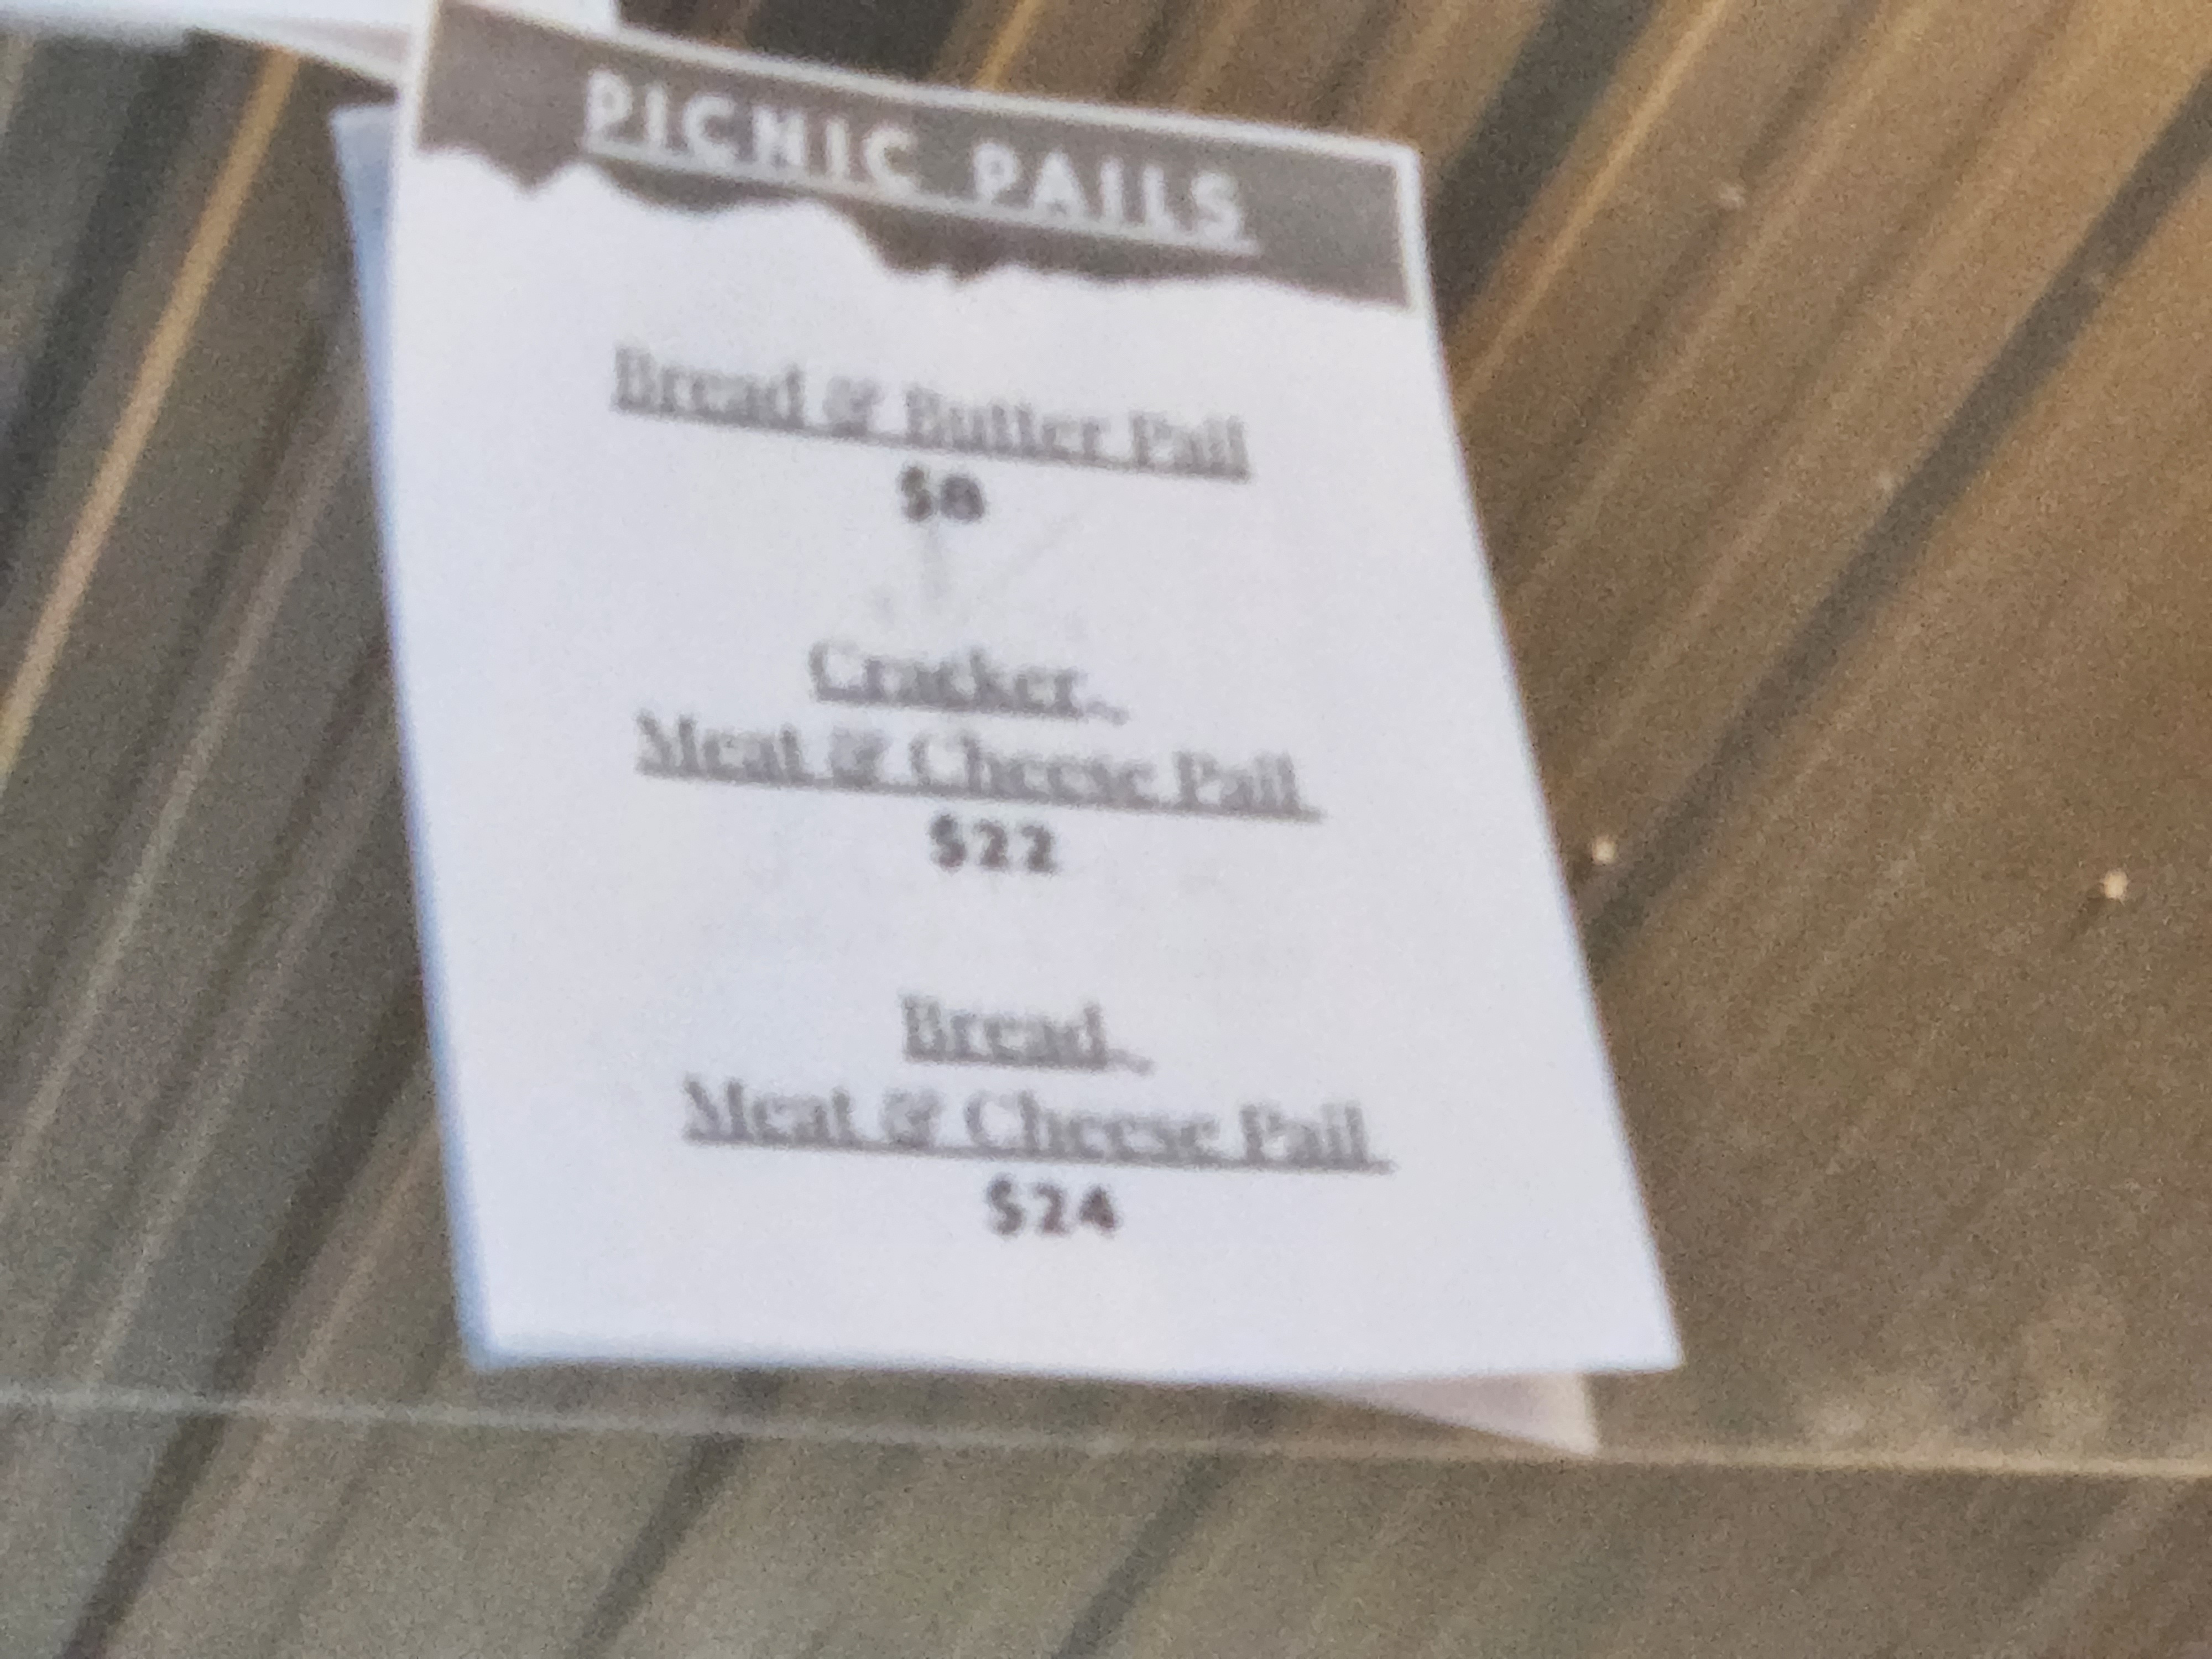 PICNIC PAILS
Bread & Butter Pail
$8
Cracker,
Meat & Cheese Pail
$22
Bread,
Meat & Cheese Pail
$24